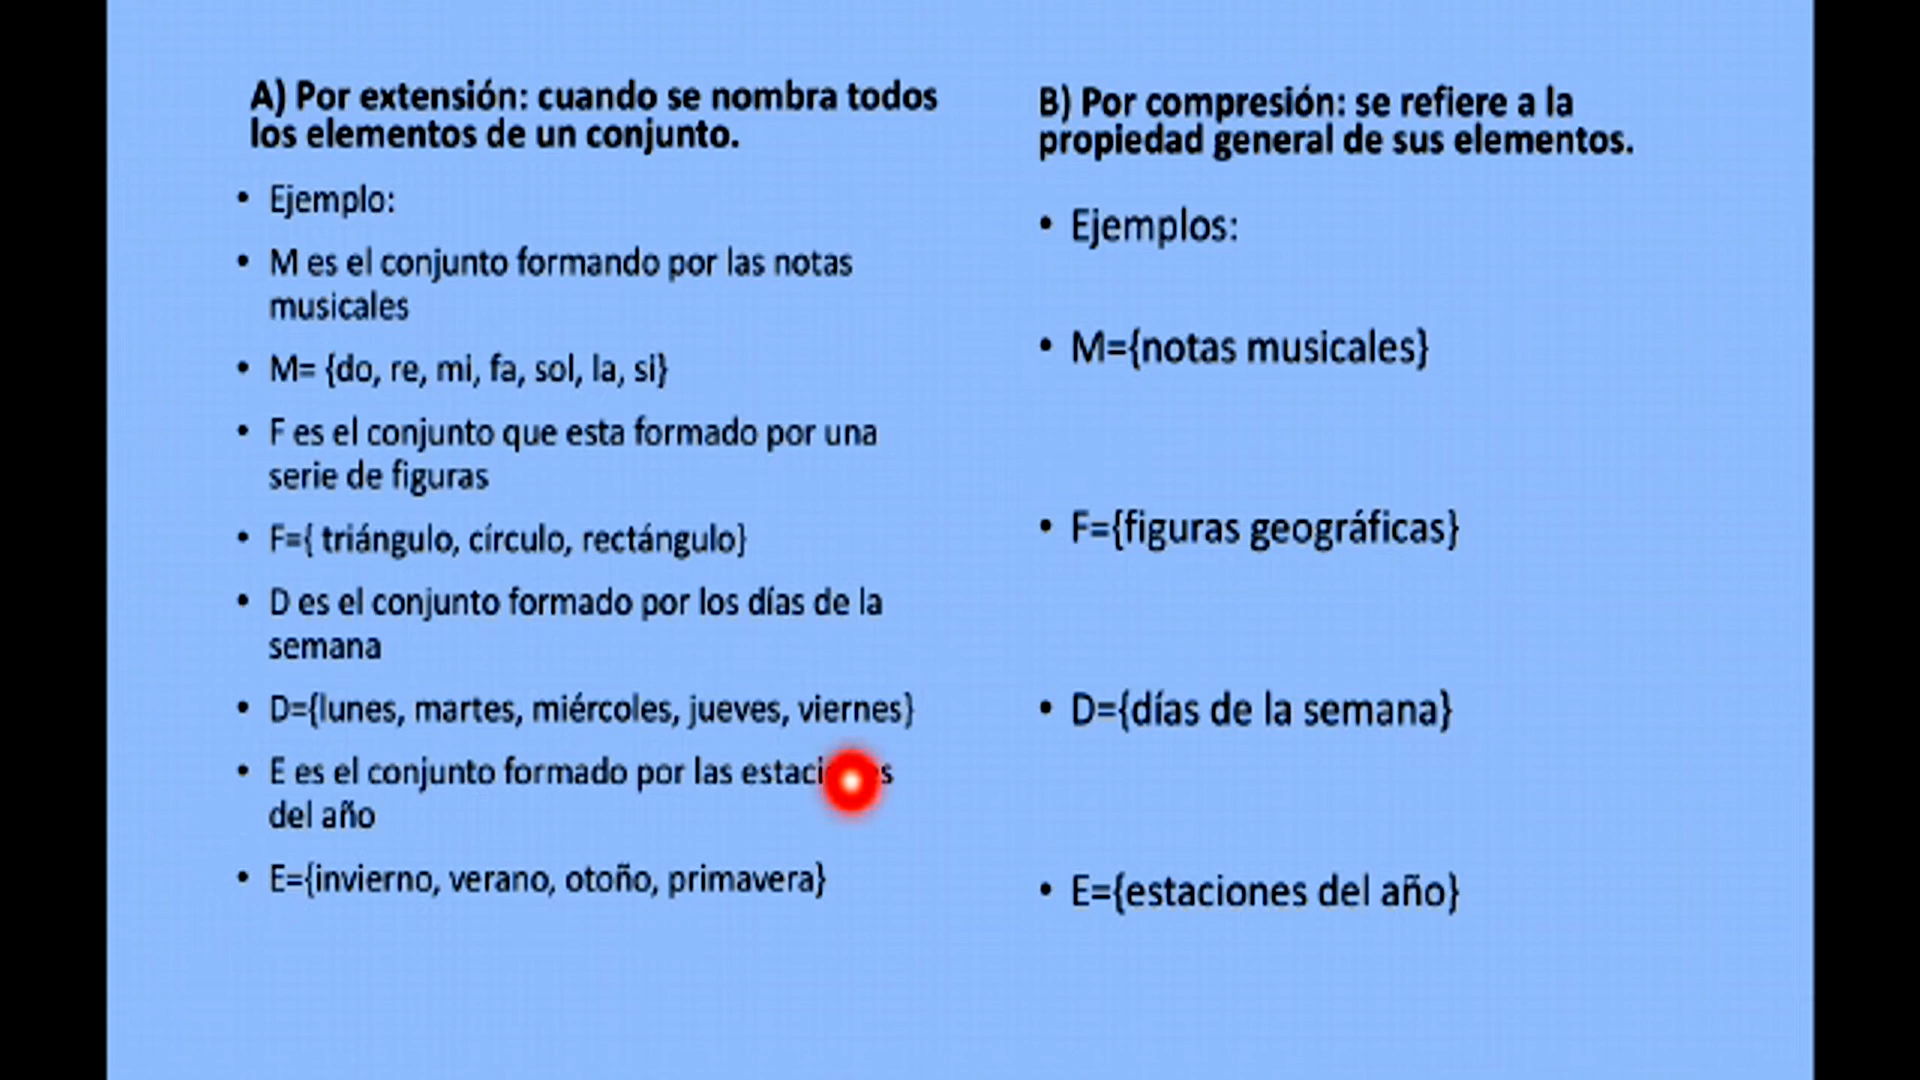 A) Por extensión: cuando se nombra todos
los elementos de un conjunto.
• Ejemplo:
• M es el conjunto formando por las notas
musicales
• M= {do, re, mi, fa, sol, la, si}
• F es el conjunto que esta formado por una
serie de figuras
• F={ triángulo, círculo, rectángulo}
• D es el conjunto formado por los días de la
semana
• D={lunes, martes, miércoles, jueves, viernes}
• E es el conjunto formado por las
del año
• E={invierno, verano, otoño, primavera}
B) Por compresión: se refiere a la
propiedad general de sus elementos.
• Ejemplos:
• M={notas musicales}
• F={figuras geográficas}
• D={días de la semana}
• E={estaciones del año}